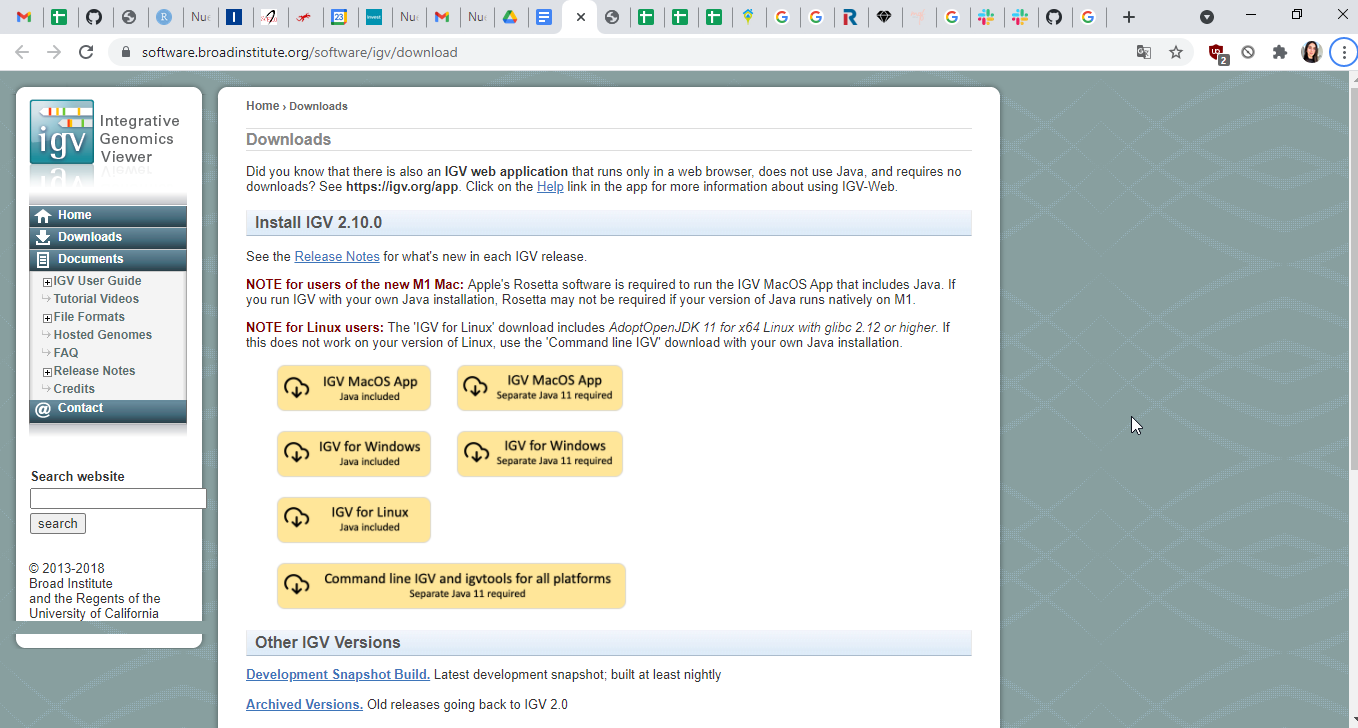 Nu
Nu
Nu
23
software.broadinstitute.org/software/igv/download
2
igv
Integrative
Genomics
Viewer
Home
Downloads
Documents
IGV User Guide
Tutorial Videos
File Formats
Hosted Genomes
FAQ
Release Notes
Credits
Contact
Search website
search
© 2013-2018
Broad Institute
and the Regents of the
University of California
Home › Downloads
Downloads
Did you know that there is also an IGV web application that runs only in a web browser, does not use Java, and requires no
downloads? See https://igv.org/app. Click on the Help link in the app for more information about using IGV-Web.
Install IGV 2.10.0
See the Release Notes for what's new in each IGV release.
NOTE for users of the new M1 Mac: Apple's Rosetta software is required to run the IGV MacOS App that includes Java. If
you run IGV with your own Java installation, Rosetta may not be required if your version of Java runs natively on M1.
NOTE for Linux users: The 'IGV for Linux' download includes AdoptOpenJDK 11 for x64 Linux with glibc 2.12 or higher. If
this does not work on your version of Linux, use the 'Command line IGV' download with your own Java installation.
IGV MacOS App
Java included
IGV MacOS App
Separate Java 11 required
IGV for Windows
Java included
IGV for Windows
Separate Java 11 required
IGV for Linux
Java included
Command line IGV and igvtools for all platforms
Separate Java 11 required
Other IGV Versions
Development Snapshot Build. Latest development snapshot; built at least nightly
Archived Versions. Old releases going back to IGV 2.0